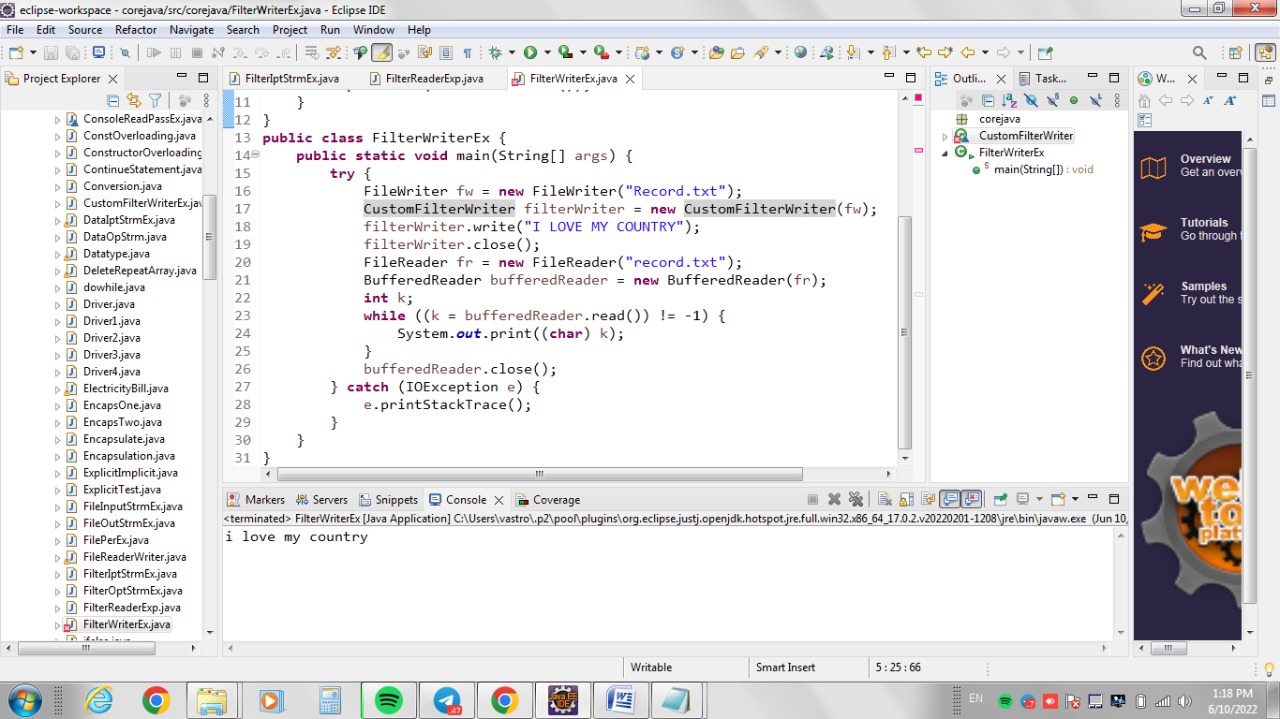 eclipse-workspace - corejava/src/corejava/FilterWriterEx.java - Eclipse IDE
File Edit Source Refactor Navigate Search Project Run Window Help
Project Explorer
ConsoleReadPassEx.java
ConstOverloading.java
ConstructorOverloading
ContinueStatement.java
Conversion.java
CustomFilterWriterEx.jav
DataIptStrmEx.java
DataOpStrm.java
Datatype.java
DeleteRepeatArray.java
dowhile.java
Driver.java
Driver1.java
Driver2.java
Driver3.java
Driver4.java
ElectricityBill.java
EncapsOne.java
EncapsTwo.java
Encapsulate.java
Encapsulation.java
ExplicitImplicit.java
ExplicitTest.java
FileInputStrmEx.java
FileOutStrmEx.java
FilePerEx.java
FileReaderWriter.java
FilterIptStrmEx.java
FilterOptStrmEx.java
FilterReaderExp.java
FilterWriterEx.java
FilterIptStrmEx.java FilterReaderExp.java FilterWriterEx.java
11 }
12 }
13 public class FilterWriterEx {
14 public static void main(String[] args) {
15 try {
16 FileWriter fw = new FileWriter("Record.txt");
17 CustomFilterWriter filterWriter = new CustomFilterWriter(fw);
18 filterWriter.write("I LOVE MY COUNTRY");
19 filterWriter.close();
20 FileReader fr = new FileReader("record.txt");
21 BufferedReader bufferedReader = new BufferedReader(fr);
22 int k;
23 while ((k = bufferedReader.read()) != -1) {
24 System.out.print((char) k);
25 }
26 bufferedReader.close();
27 } catch (IOException e) {
28 e.printStackTrace();
29 }
30 }
31 }
Outli... Task...
corejava
CustomFilterWriter
FilterWriterEx
main(String[]) : void
W...
Overview
Get an over
Tutorials
Go through t
Samples
Try out the s
What's New
Find out wha
Markers Servers Snippets Console Coverage
<terminated> FilterWriterEx [Java Application] C:\Users\vastro\.p2\pool\plugins\org.eclipse.justj.openjdk.hotspot.jre.full.win32.x86_64_17.0.2.v20220201-1208\jre\bin\javaw.exe (Jun 10,
i love my country
Writable Smart Insert 5 : 25 : 66
47
Java EE
IDE
EN
1:18 PM
6/10/2022